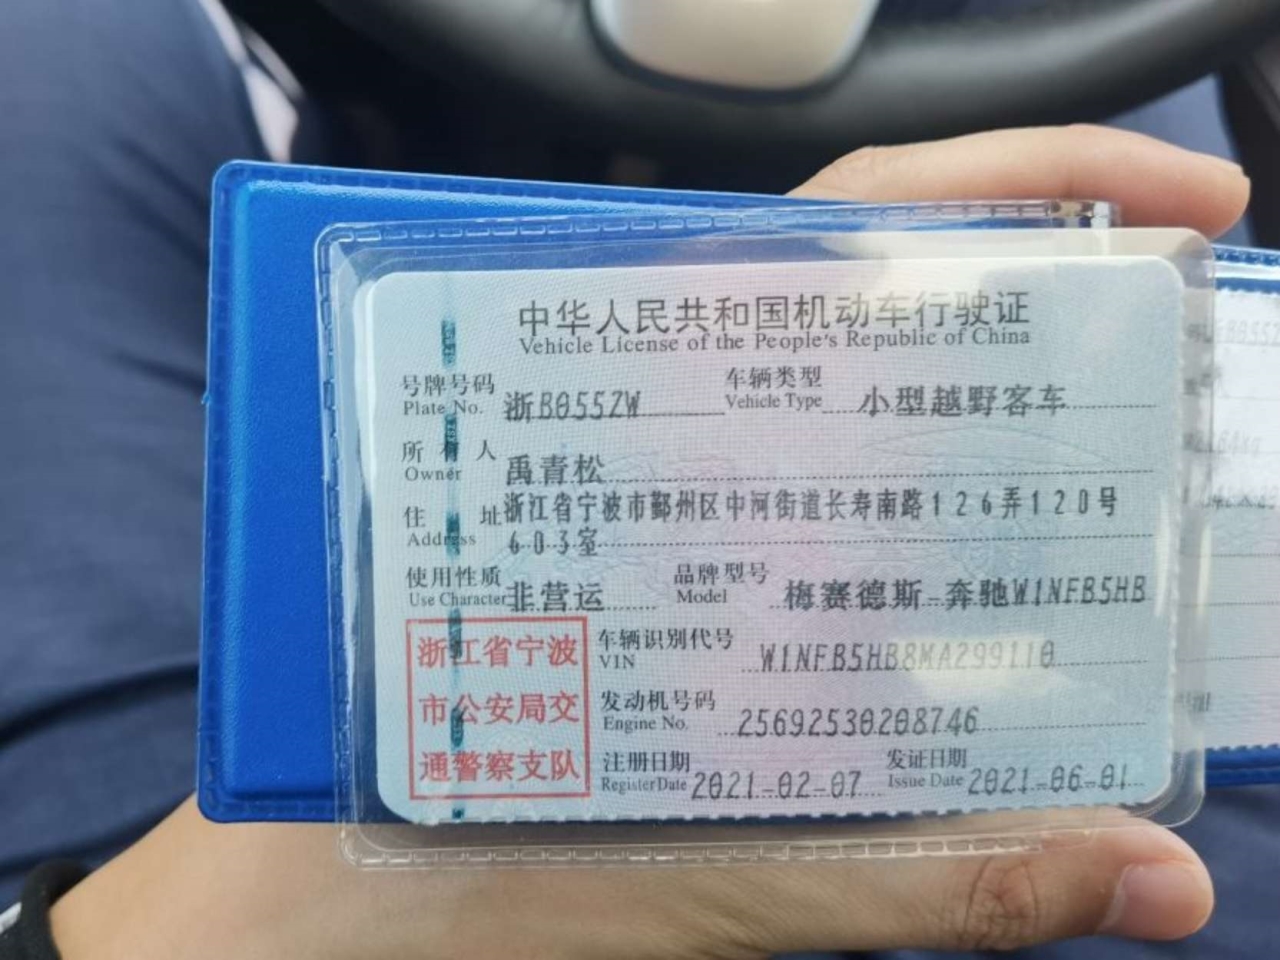 中华人民共和国机动车行驶证
Vehicle License of the People's Republic of China
号牌号码 浙B055ZW 车辆类型 小型越野客车
Plate No. Vehicle Type
所有人 禹青松
Owner
住址 浙江省宁波市鄞州区中河街道长寿南路126弄120号
Address 603室
使用性质 非营运 品牌型号 梅赛德斯-奔驰W1NFB5HB
Use Character Model
浙江省宁波
市公安局交
通警察支队
车辆识别代号 W1NFB5HB8MA299110
VIN
发动机号码 25692530208746
Engine No.
注册日期 2021-02-07 发证日期 2021-06-01
Register Date Issue Date